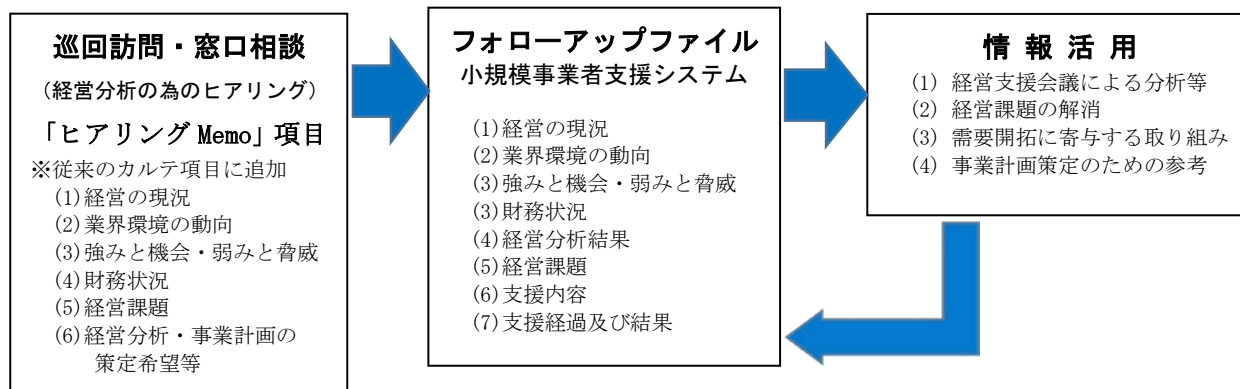 巡回訪問・窓口相談
(経営分析の為のヒアリング)
「ヒアリング Memo」項目
※従来のカルテ項目に追加
(1)経営の現況
(2)業界環境の動向
(3)強みと機会・弱みと脅威
(4)財務状況
(5)経営課題
(6)経営分析・事業計画の
策定希望等
フォローアップファイル
小規模事業者支援システム
(1)経営の現況
(2)業界環境の動向
(3)強みと機会・弱みと脅威
(3)財務状況
(4)経営分析結果
(5)経営課題
(6)支援内容
(7)支援経過及び結果
情 報 活 用
(1) 経営支援会議による分析等
(2) 経営課題の解消
(3) 需要開拓に寄与する取り組み
(4) 事業計画策定のための参考